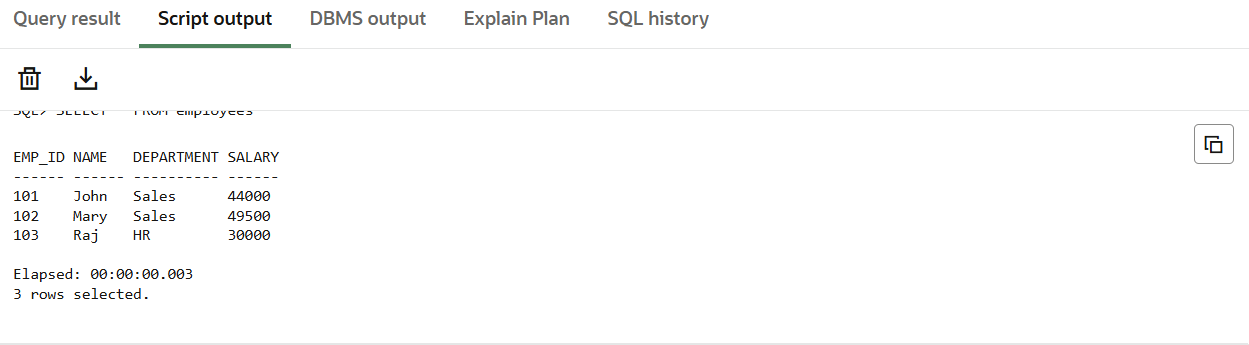 Query result Script output DBMS output Explain Plan SQL history
SQL> SELECT FROM employees
EMP_ID NAME DEPARTMENT SALARY
------ ------ ---------- ------
101 John Sales 44000
102 Mary Sales 49500
103 Raj HR 30000
Elapsed: 00:00:00.003
3 rows selected.